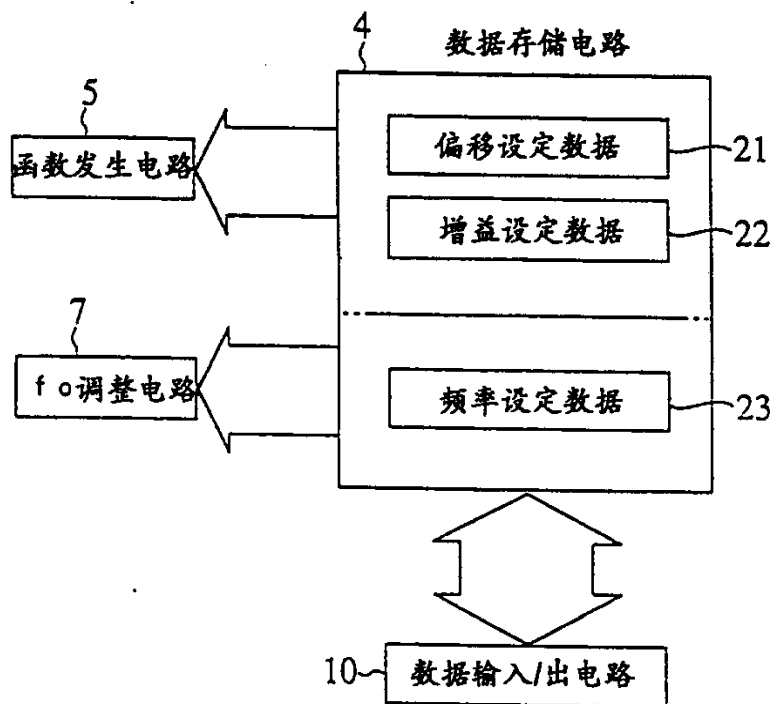 4
数据存储电路
5
函数发生电路
偏移设定数据
21
增益设定数据
22
7
fo调整电路
频率设定数据
23
10
数据输入/出电路